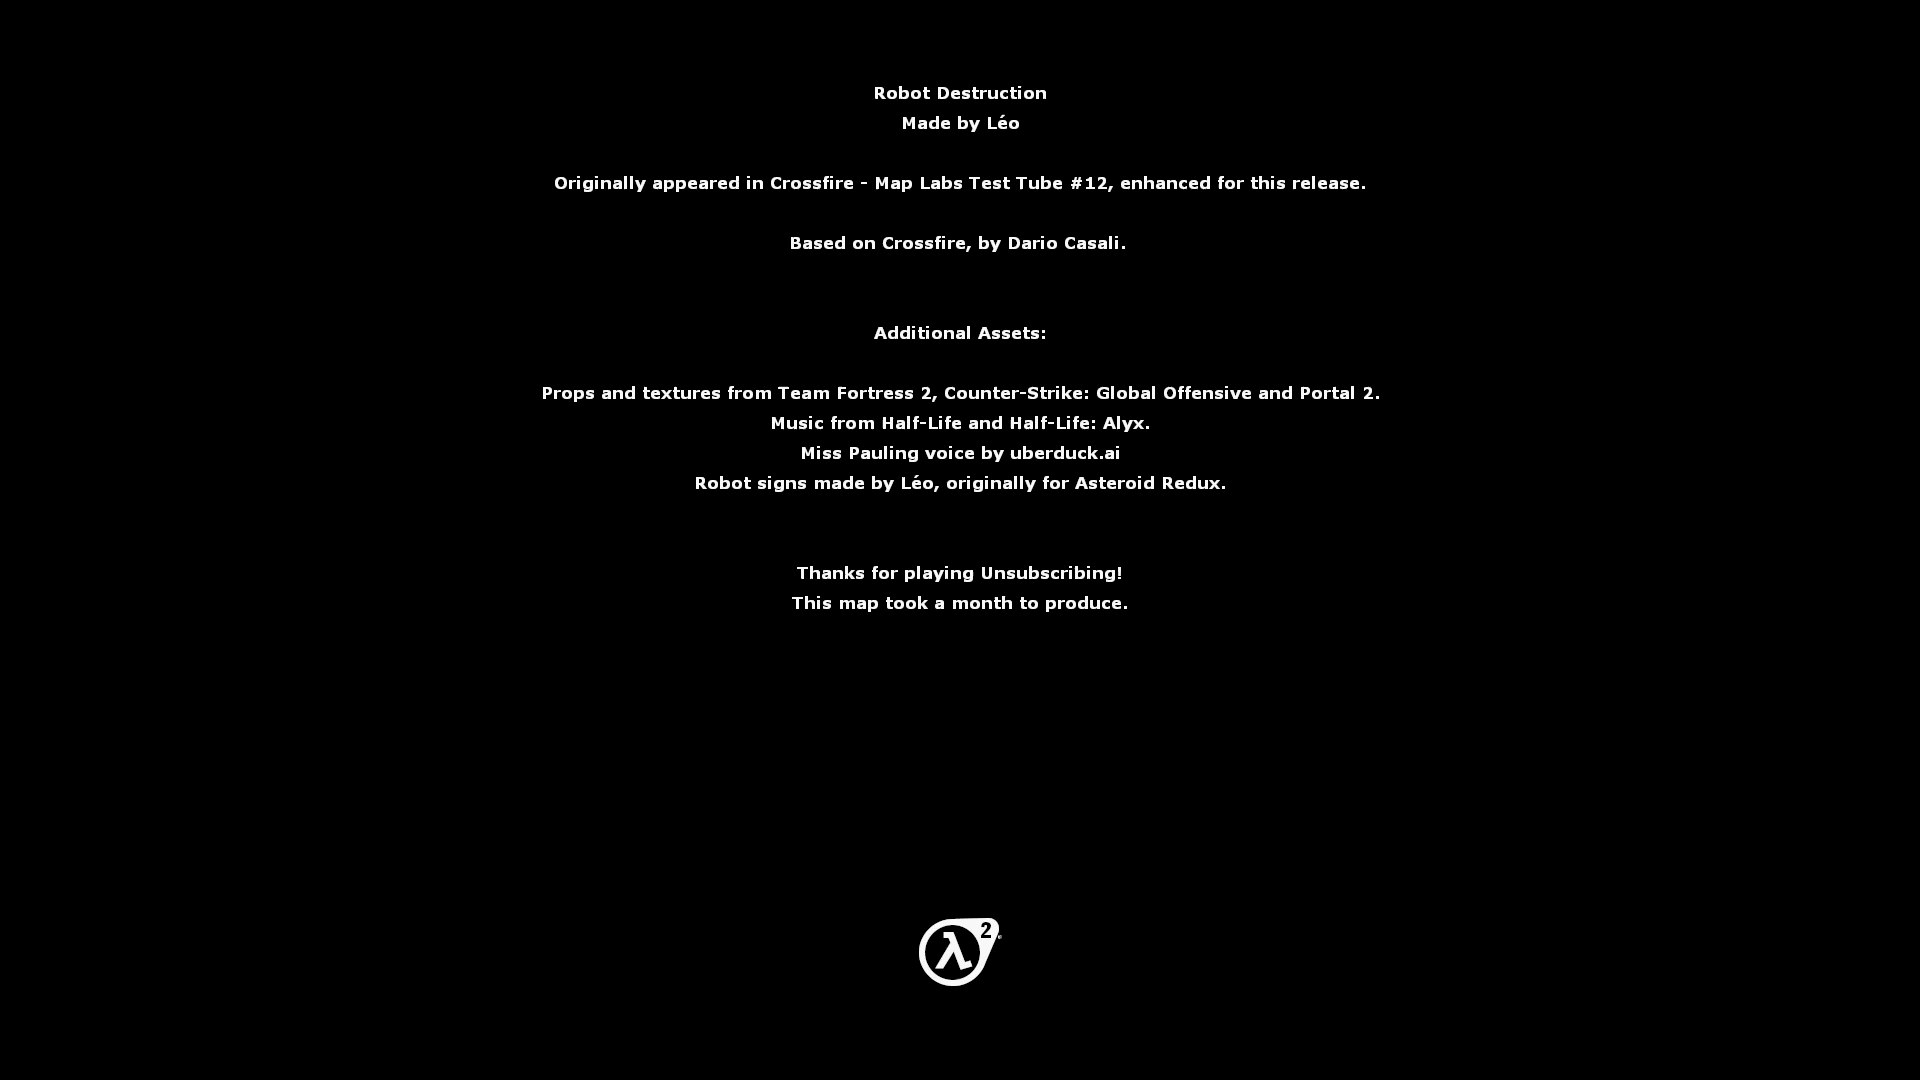 Robot Destruction
Made by Léo
Originally appeared in Crossfire - Map Labs Test Tube #12, enhanced for this release.
Based on Crossfire, by Dario Casali.
Additional Assets:
Props and textures from Team Fortress 2, Counter-Strike: Global Offensive and Portal 2.
Music from Half-Life and Half-Life: Alyx.
Miss Pauling voice by uberduck.ai
Robot signs made by Léo, originally for Asteroid Redux.
Thanks for playing Unsubscribing!
This map took a month to produce.
λ2